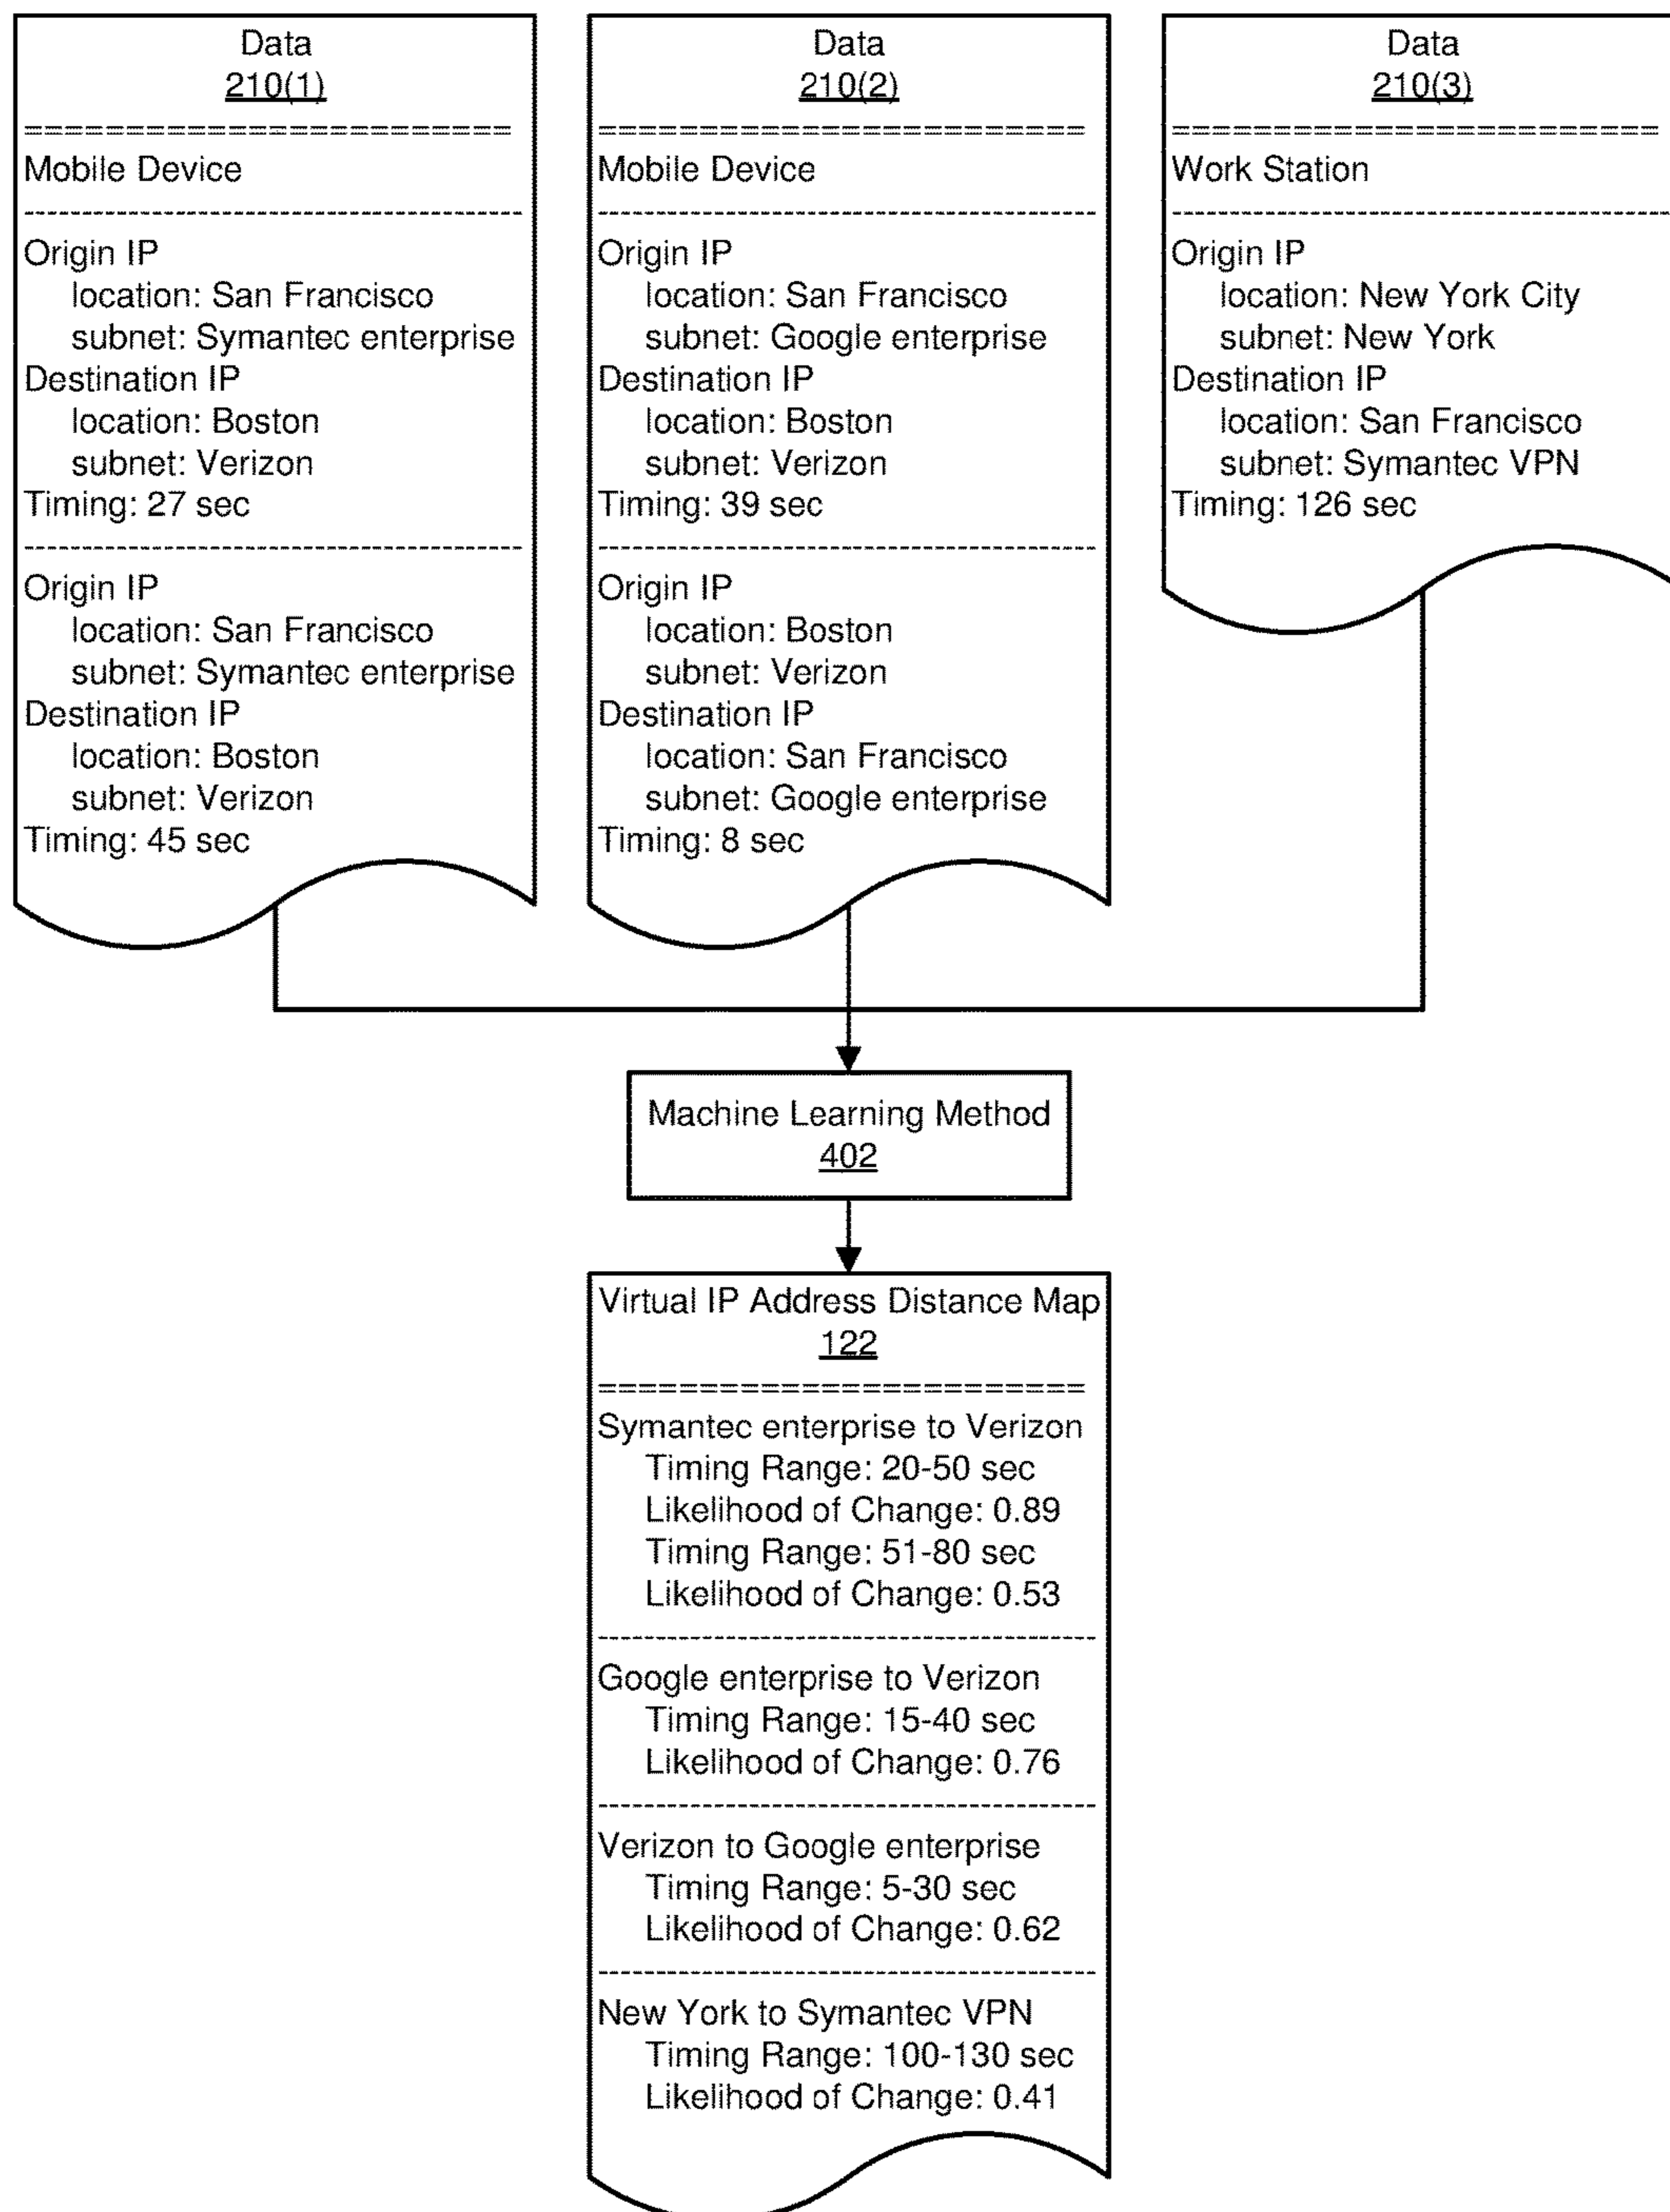 Data
210(1)
========================
Mobile Device
------------------------------------------
Origin IP
location: San Francisco
subnet: Symantec enterprise
Destination IP
location: Boston
subnet: Verizon
Timing: 27 sec
------------------------------------------
Origin IP
location: San Francisco
subnet: Symantec enterprise
Destination IP
location: Boston
subnet: Verizon
Timing: 45 sec
Data
210(2)
========================
Mobile Device
------------------------------------------
Origin IP
location: San Francisco
subnet: Google enterprise
Destination IP
location: Boston
subnet: Verizon
Timing: 39 sec
------------------------------------------
Origin IP
location: Boston
subnet: Verizon
Destination IP
location: San Francisco
subnet: Google enterprise
Timing: 8 sec
Data
210(3)
========================
Work Station
------------------------------------------
Origin IP
location: New York City
subnet: New York
Destination IP
location: San Francisco
subnet: Symantec VPN
Timing: 126 sec
Machine Learning Method
402
Virtual IP Address Distance Map
122
========================
Symantec enterprise to Verizon
Timing Range: 20-50 sec
Likelihood of Change: 0.89
Timing Range: 51-80 sec
Likelihood of Change: 0.53
------------------------------------------
Google enterprise to Verizon
Timing Range: 15-40 sec
Likelihood of Change: 0.76
------------------------------------------
Verizon to Google enterprise
Timing Range: 5-30 sec
Likelihood of Change: 0.62
------------------------------------------
New York to Symantec VPN
Timing Range: 100-130 sec
Likelihood of Change: 0.41